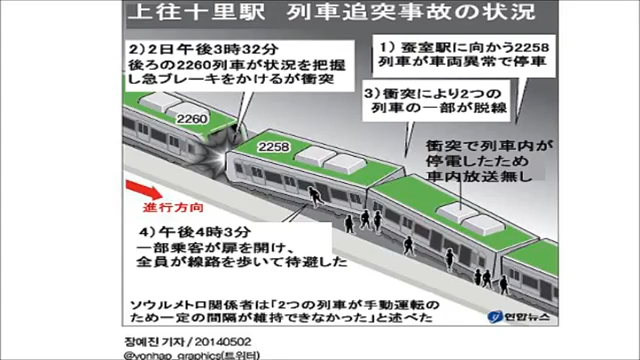 上往十里駅 列車追突事故の状況
1）蚕室駅に向かう2258
列車が車両異常で停車
2）2日午後3時32分
後ろの2260列車が状況を把握
し急ブレーキをかけるが衝突
3）衝突により2つの
列車の一部が脱線
2260
2258
衝突で列車内が
停電したため
車内放送無し
進行方向
4）午後4時3分
一部乗客が扉を開け、
全員が線路を歩いて待避した
ソウルメトロ関係者は「2つの列車が手動運転の
ため一定の間隔が維持できなかった」と述べた
연합뉴스
장예진 기자 / 20140502
@yonhap_graphics(트위터)